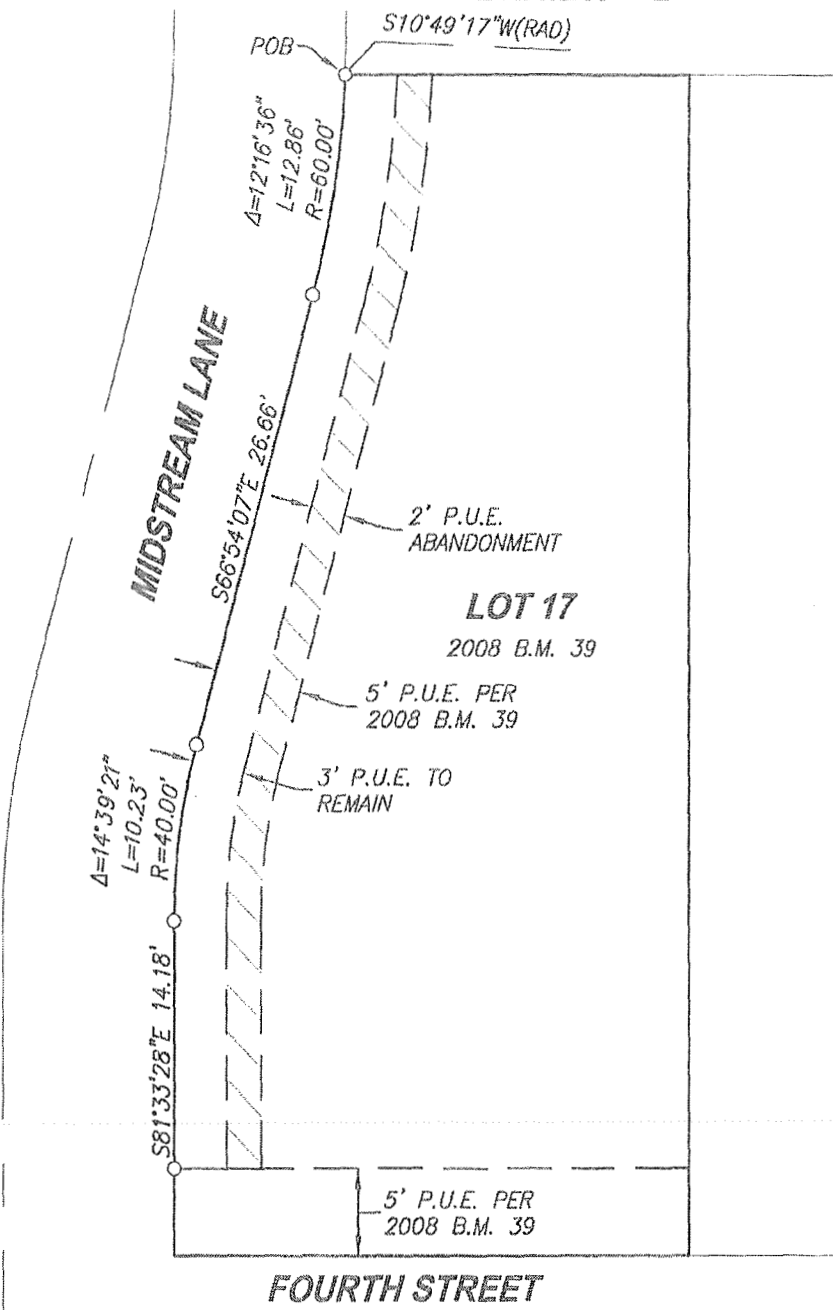 S10°49'17"W(RAD)
POB
Δ=12°16'36"
L=12.86'
R=60.00'
MIDSTREAM LANE
S66°54'07"E 26.66'
2' P.U.E.
ABANDONMENT
LOT 17
2008 B.M. 39
5' P.U.E. PER
2008 B.M. 39
3' P.U.E. TO
REMAIN
Δ=14°39'21"
L=10.23'
R=40.00'
S81°33'28"E 14.18'
5' P.U.E. PER
2008 B.M. 39
FOURTH STREET